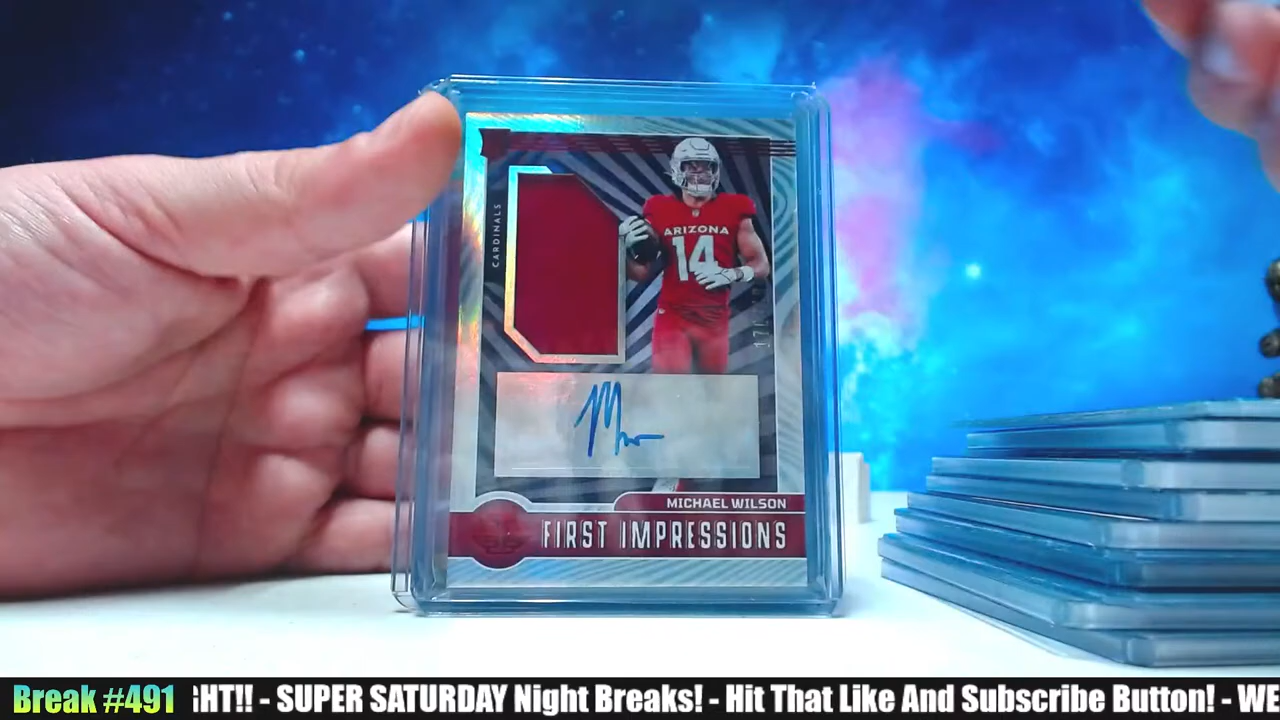 CARDINALS
ARIZONA
14
MICHAEL WILSON
FIRST IMPRESSIONS
Break #491
GHT!! - SUPER SATURDAY Night Breaks! - Hit That Like And Subscribe Button! - WE